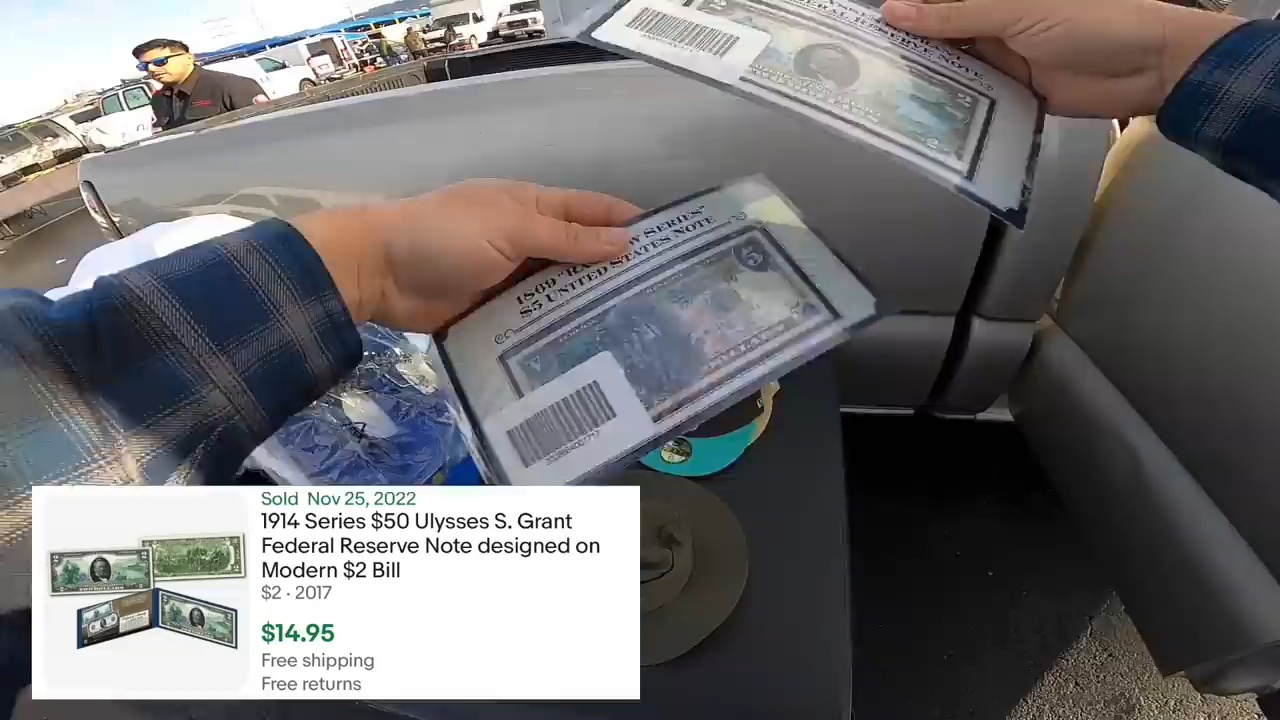 1869 "RA W SERIES"
$5 UNITED STATES NOTE
Sold Nov 25, 2022
1914 Series $50 Ulysses S. Grant
Federal Reserve Note designed on
Modern $2 Bill
$2 · 2017
$14.95
Free shipping
Free returns